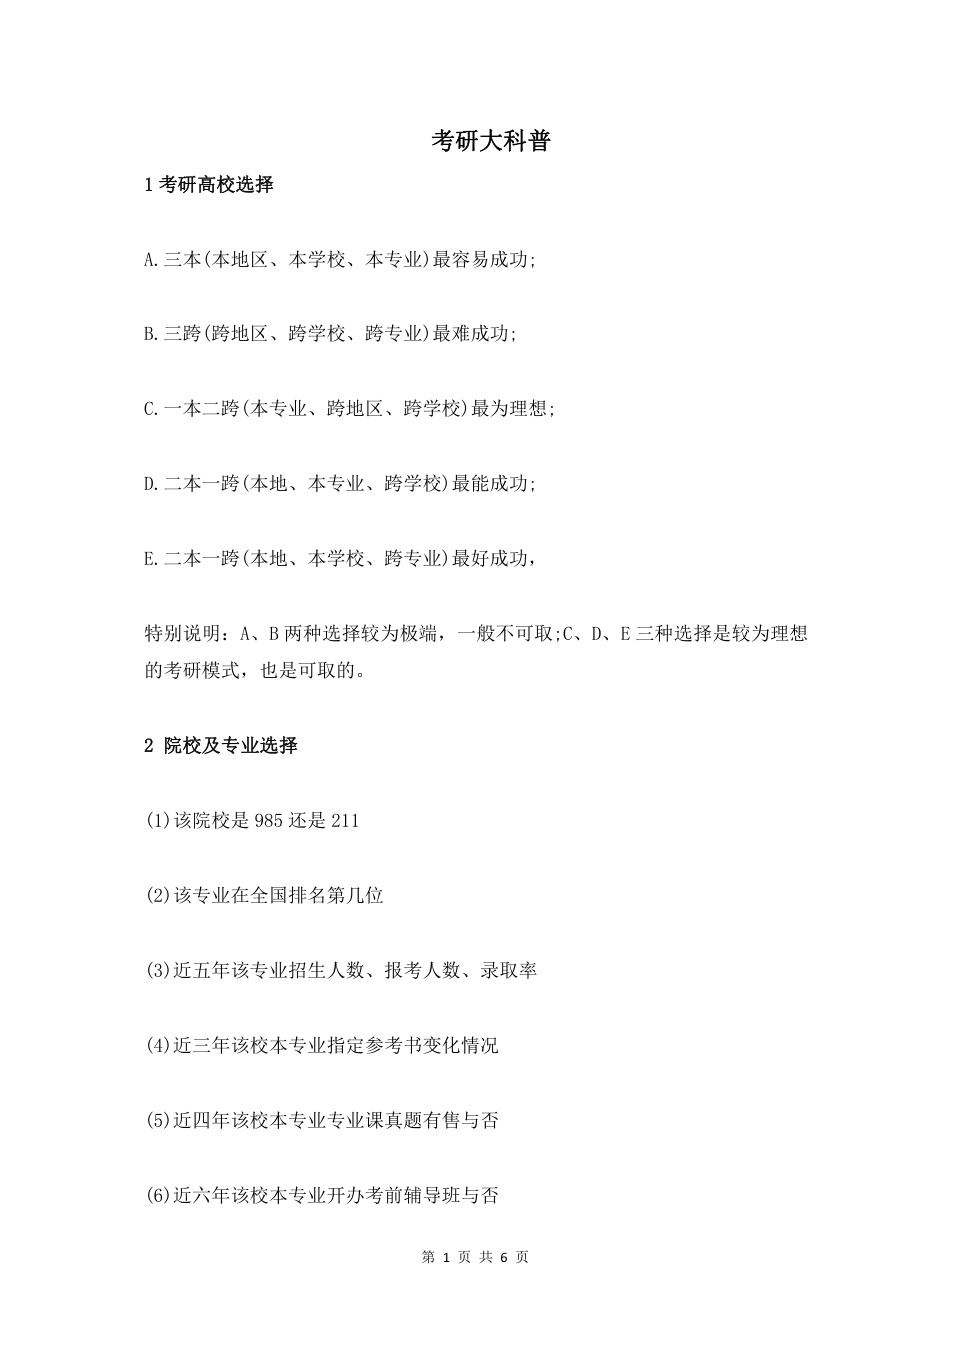 考研大科普
1 考研高校选择
A.三本(本地区、本学校、本专业)最容易成功;
B.三跨(跨地区、跨学校、跨专业)最难成功;
C.一本二跨(本专业、跨地区、跨学校)最为理想;
D.二本一跨(本地、本专业、跨学校)最能成功;
E.二本一跨(本地、本学校、跨专业)最好成功，
特别说明：A、B 两种选择较为极端，一般不可取;C、D、E 三种选择是较为理想
的考研模式，也是可取的。
2 院校及专业选择
(1)该院校是 985 还是 211
(2)该专业在全国排名第几位
(3)近五年该专业招生人数、报考人数、录取率
(4)近三年该校本专业指定参考书变化情况
(5)近四年该校本专业专业课真题有售与否
(6)近六年该校本专业开办考前辅导班与否
第 1 页 共 6 页